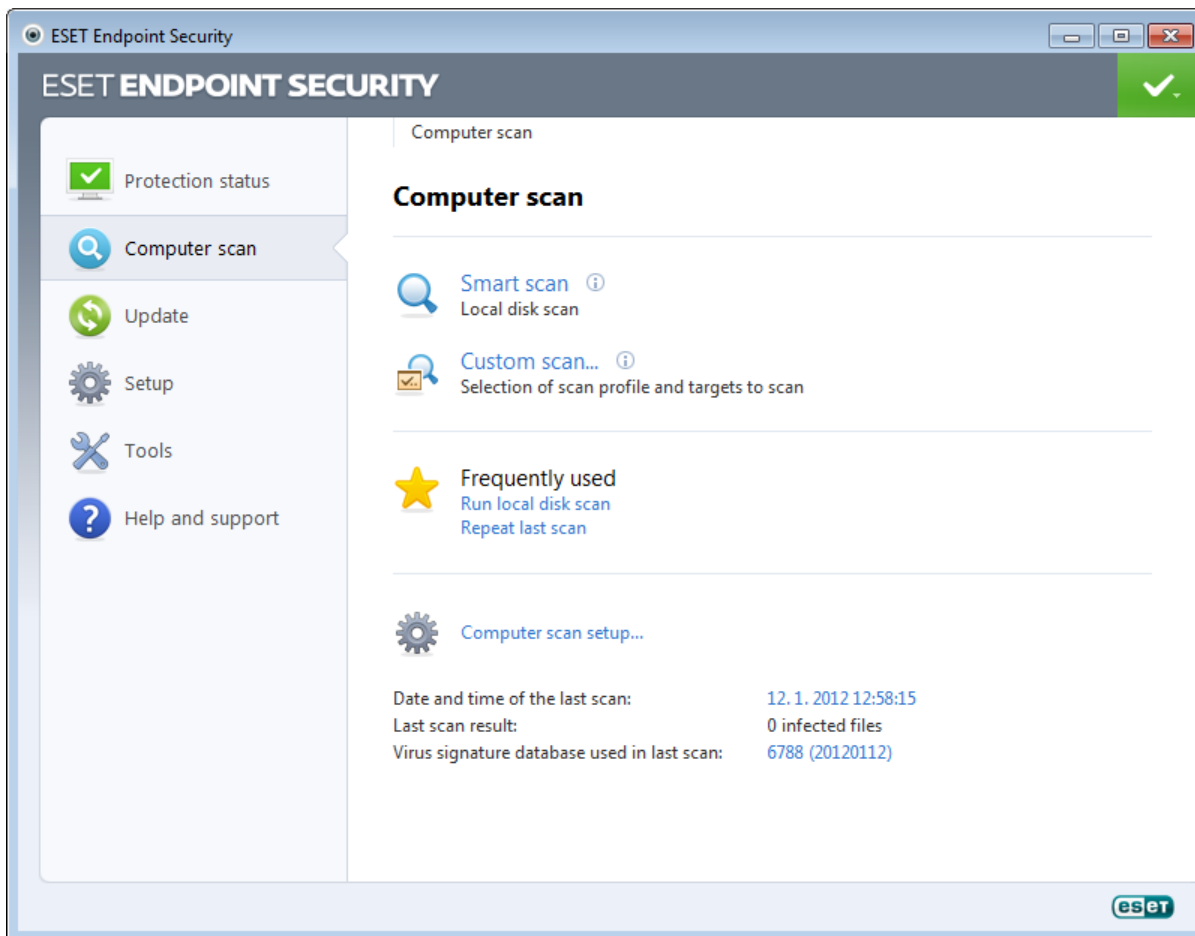 ESET Endpoint Security
ESET ENDPOINT SECURITY
Protection status
Computer scan
Update
Setup
Tools
Help and support
Computer scan
Computer scan
Smart scan
Local disk scan
Custom scan...
Selection of scan profile and targets to scan
Frequently used
Run local disk scan
Repeat last scan
Computer scan setup...
Date and time of the last scan: 12. 1. 2012 12:58:15
Last scan result: 0 infected files
Virus signature database used in last scan: 6788 (20120112)
eseT